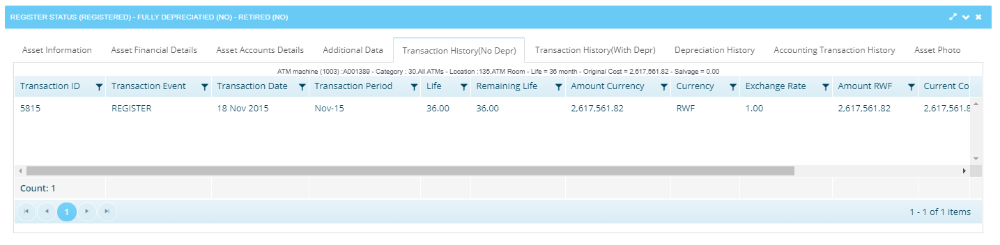 REGISTER STATUS (REGISTERED) - FULLY DEPRECIATIED (NO) - RETIRED (NO)
Asset Information Asset Financial Details Asset Accounts Details Additional Data Transaction History(No Depr) Transaction History(With Depr) Depreciation History Accounting Transaction History Asset Photo
ATM machine (1003) :A001389 - Category : 30.All ATMs - Location :135.ATM Room - Life = 36 month - Original Cost = 2,617,561.82 - Salvage = 0.00
Transaction ID Transaction Event Transaction Date Transaction Period Life Remaining Life Amount Currency Currency Exchange Rate Amount RWF Current Co
5815 REGISTER 18 Nov 2015 Nov-15 36.00 36.00 2,617,561.82 RWF 1.00 2,617,561.82 2,617,561.8
Count: 1
1 1 - 1 of 1 items